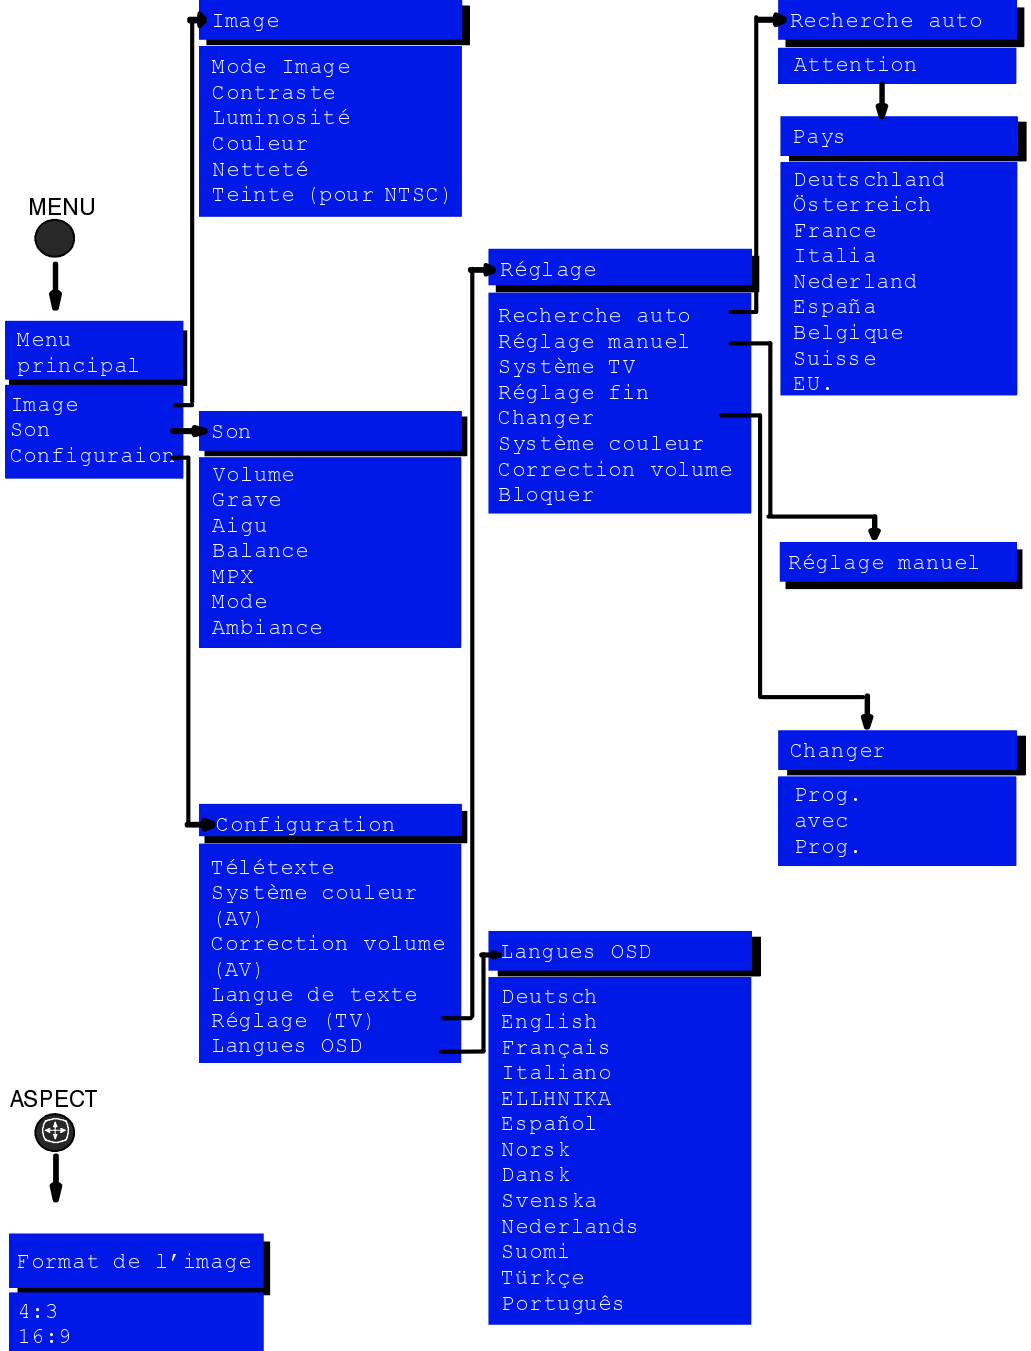 MENU
Menu
principal
Image
Son
Configuraion
Image
Mode Image
Contraste
Luminosité
Couleur
Netteté
Teinte (pour NTSC)
Son
Volume
Grave
Aigu
Balance
MPX
Mode
Ambiance
Configuration
Télétexte
Système couleur
(AV)
Correction volume
(AV)
Langue de texte
Réglage (TV)
Langues OSD
Réglage
Recherche auto
Réglage manuel
Système TV
Réglage fin
Changer
Système couleur
Correction volume
Bloquer
Recherche auto
Attention
Pays
Deutschland
Österreich
France
Italia
Nederland
España
Belgique
Suisse
EU.
Réglage manuel
Changer
Prog.
avec
Prog.
Langues OSD
Deutsch
English
Français
Italiano
ELLHNIKA
Español
Norsk
Dansk
Svenska
Nederlands
Suomi
Türkçe
Português
ASPECT
Format de l’image
4:3
16:9